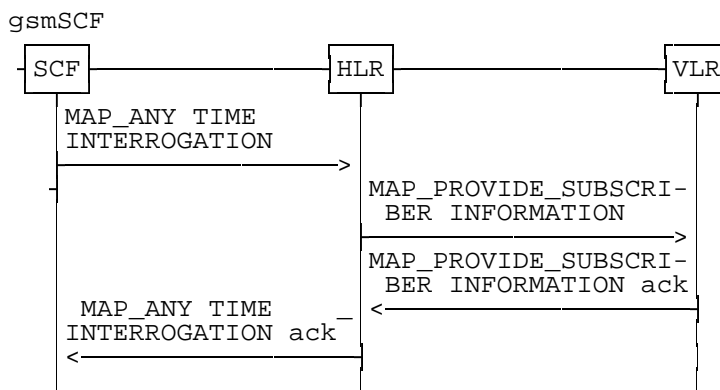 gsmSCF
SCF HLR VLR
MAP_ANY TIME
INTERROGATION
MAP_PROVIDE_SUBSCRI-
BER INFORMATION
MAP_PROVIDE_SUBSCRI-
BER INFORMATION ack
MAP_ANY TIME _
INTERROGATION ack